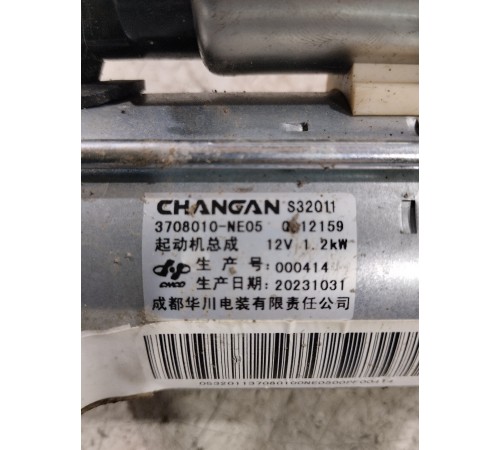 CHANGAN S32011
3708010-NE05
起动机总成 12V 1.2kW
生产号: 000414
CHCD 生产日期: 20231031
成都华川电装有限责任公司